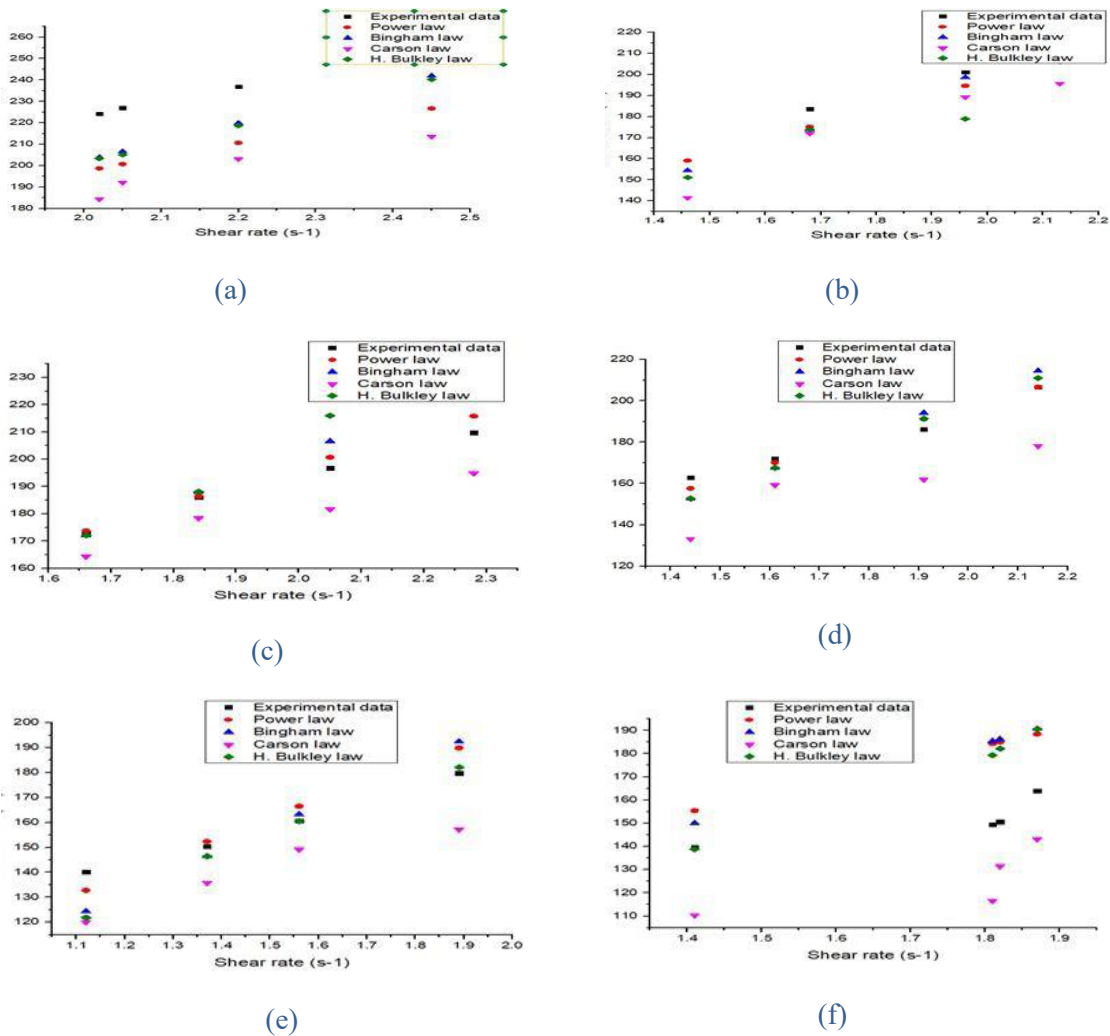 Experimental data
Power law
Bingham law
Carson law
H. Bulkley law
260
250
240
230
220
210
200
190
180
2.0 2.1 2.2 2.3 2.4 2.5
Shear rate (s-1)
(a)
Experimental data
Power law
Bingham law
Carson law
H. Bulkley law
220
210
200
190
180
170
160
150
140
1.4 1.5 1.6 1.7 1.8 1.9 2.0 2.1 2.2
Shear rate (s-1)
(b)
Experimental data
Power law
Bingham law
Carson law
H. Bulkley law
230
220
210
200
190
180
170
160
1.6 1.7 1.8 1.9 2.0 2.1 2.2 2.3
Shear rate (s-1)
(c)
Experimental data
Power law
Bingham law
Carson law
H. Bulkley law
220
200
180
160
140
120
1.4 1.5 1.6 1.7 1.8 1.9 2.0 2.1 2.2
Shear rate (s-1)
(d)
Experimental data
Power law
Bingham law
Carson law
H. Bulkley law
200
190
180
170
160
150
140
130
120
1.1 1.2 1.3 1.4 1.5 1.6 1.7 1.8 1.9 2.0
Shear rate (s-1)
(e)
Experimental data
Power law
Bingham law
Carson law
H. Bulkley law
190
180
170
160
150
140
130
120
110
1.4 1.5 1.6 1.7 1.8 1.9
Shear rate (s-1)
(f)